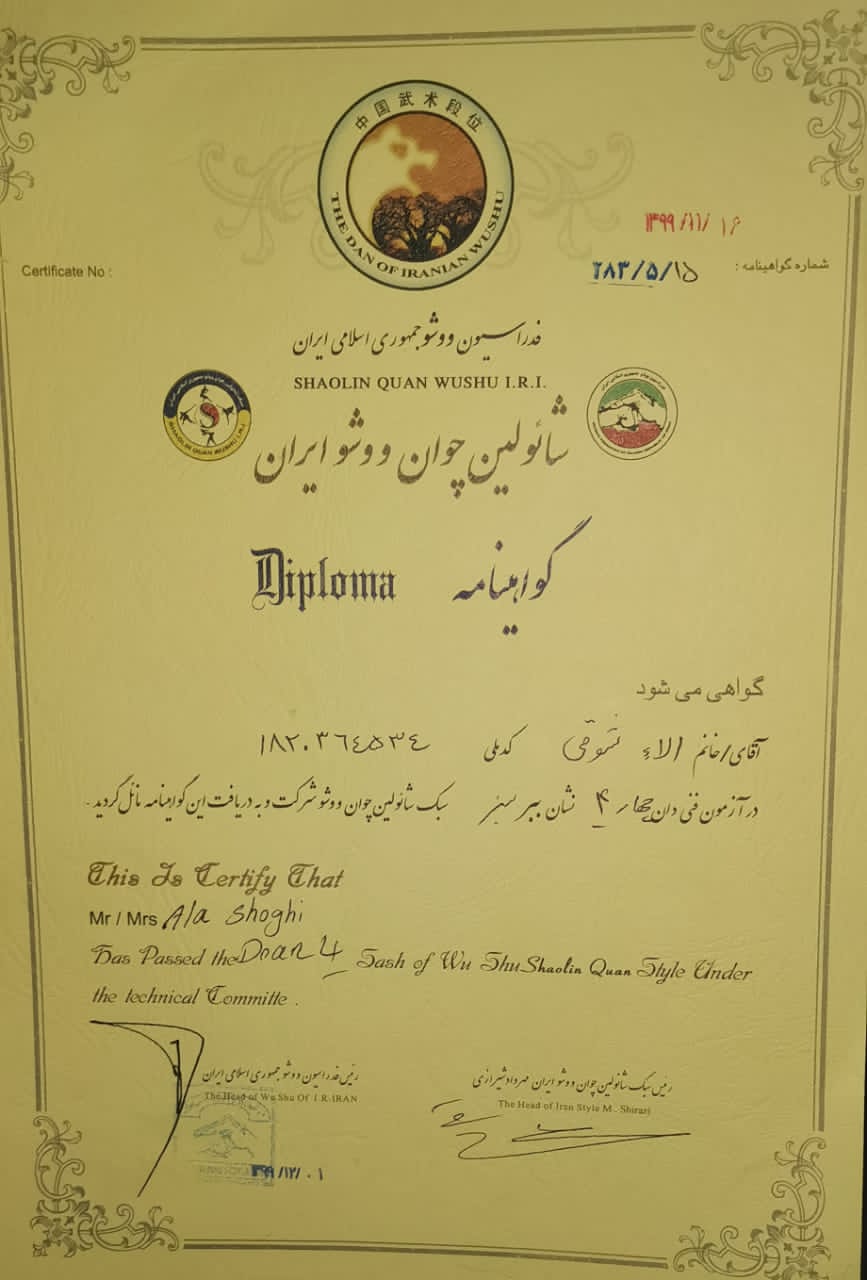 中国武术段位
THE DAN OF IRANIAN WUSHU
۱۳۹۹/۱۱/۱۶
Certificate No :
شماره گواهینامه : ۲۸۳/۵/۱۵
فدراسیون ووشو جمهوری اسلامی ایران
SHAOLIN QUAN WUSHU I.R.I.
SHAOLIN QUAN WUSHU I.R.I
شائولین چوان ووشو ایران
Diploma گواهینامه
گواهی می شود
آقای/خانم الاء شوقی کدملی ۱۸۲۰۳۶۴۵۳۴
در آزمون فنی دان چهار ۴ نشان ببر سبز سبک شائولین چوان ووشو شرکت و به دریافت این گواهینامه نائل گردید.
This Is Certify That
Mr / Mrs Ala Shoghi
Has Passed the Doan 4 Sash of Wu Shu Shaolin Quan Style Under
the technical Committe .
رئیس سبک شائولین چوان ووشو ایران مهرداد شیرازی
The Head of Iran Style M . Shirazi
رئیس فدراسیون ووشو جمهوری اسلامی ایران
The Head of Wu Shu Of I.R.IRAN
۳۹۹/۱۲/۰۱